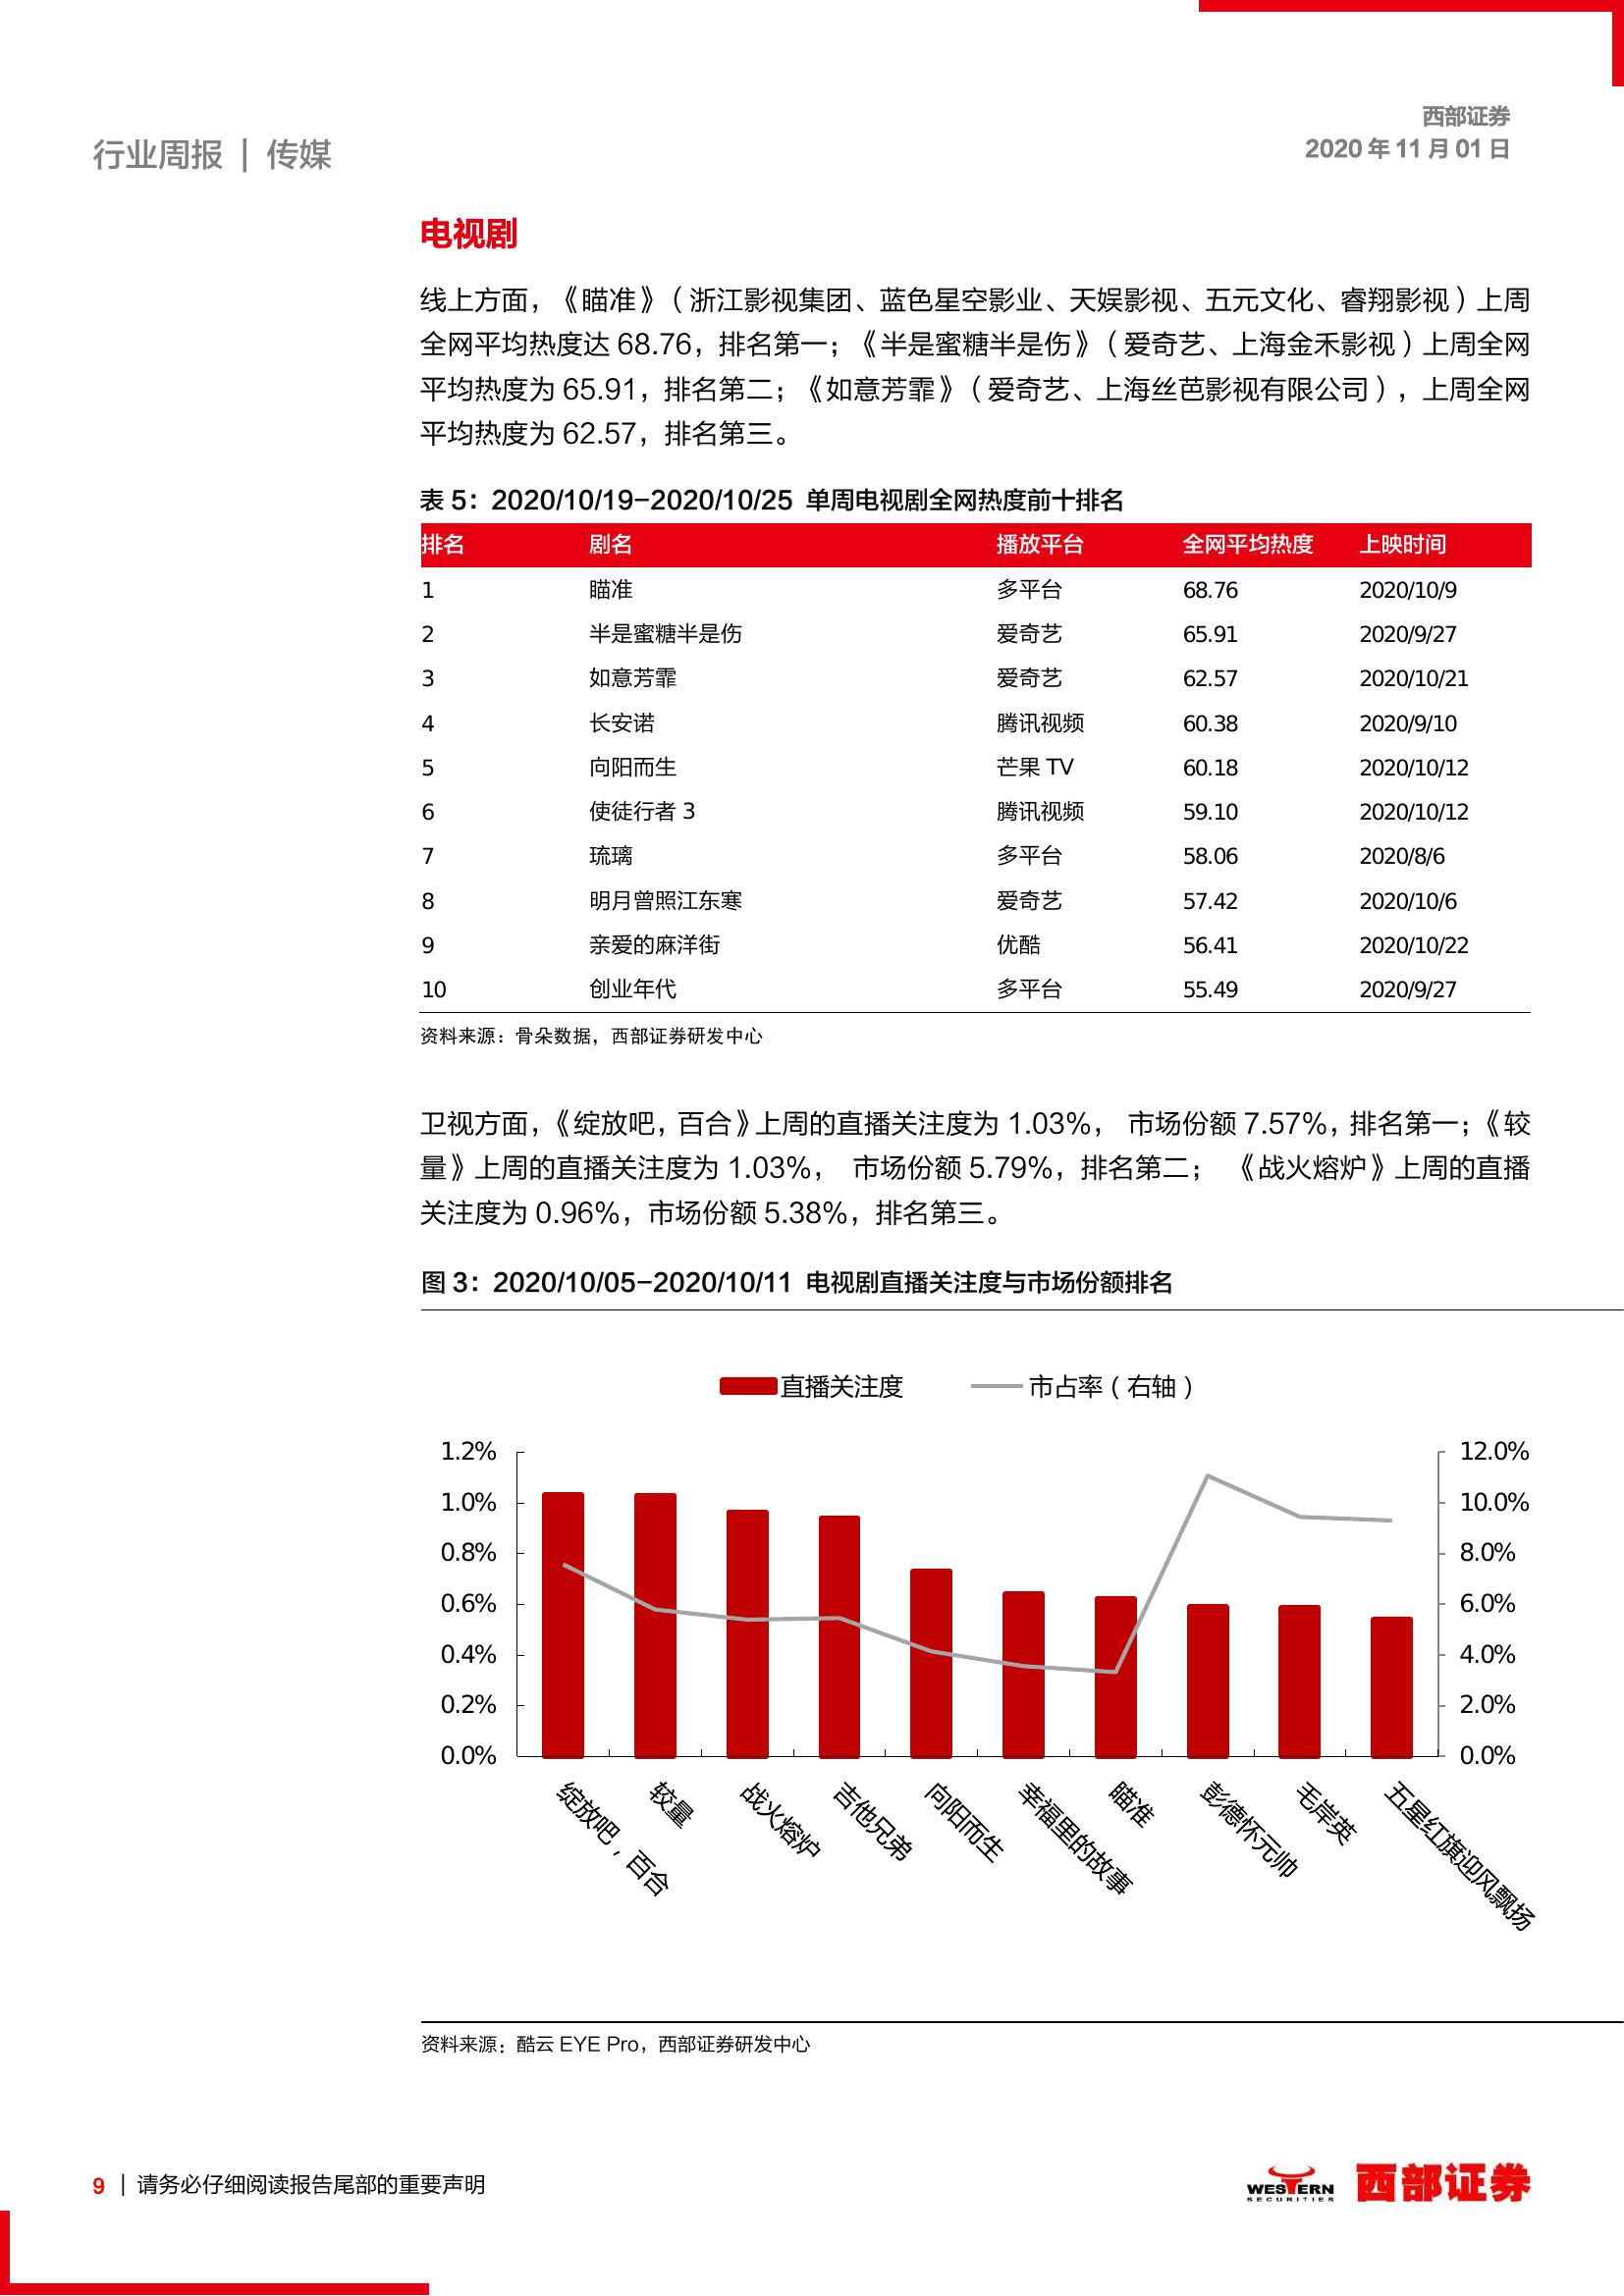 西部证券
行业周报 | 传媒
2020 年 11 月 01 日
电视剧
线上方面，《瞄准》（浙江影视集团、蓝色星空影业、天娱影视、五元文化、睿翔影视）上周
全网平均热度达 68.76，排名第一；《半是蜜糖半是伤》（爱奇艺、上海金禾影视）上周全网
平均热度为 65.91，排名第二；《如意芳霏》（爱奇艺、上海丝芭影视有限公司），上周全网
平均热度为 62.57，排名第三。
表 5：2020/10/19-2020/10/25 单周电视剧全网热度前十排名
排名 剧名 播放平台 全网平均热度 上映时间
1 瞄准 多平台 68.76 2020/10/9
2 半是蜜糖半是伤 爱奇艺 65.91 2020/9/27
3 如意芳霏 爱奇艺 62.57 2020/10/21
4 长安诺 腾讯视频 60.38 2020/9/10
5 向阳而生 芒果 TV 60.18 2020/10/12
6 使徒行者 3 腾讯视频 59.10 2020/10/12
7 琉璃 多平台 58.06 2020/8/6
8 明月曾照江东寒 爱奇艺 57.42 2020/10/6
9 亲爱的麻洋街 优酷 56.41 2020/10/22
10 创业年代 多平台 55.49 2020/9/27
资料来源：骨朵数据，西部证券研发中心
卫视方面，《绽放吧，百合》上周的直播关注度为 1.03%， 市场份额 7.57%，排名第一；《较
量》上周的直播关注度为 1.03%， 市场份额 5.79%，排名第二； 《战火熔炉》上周的直播
关注度为 0.96%，市场份额 5.38%，排名第三。
图 3：2020/10/05-2020/10/11 电视剧直播关注度与市场份额排名
直播关注度 市占率（右轴）
1.2% 12.0%
1.0% 10.0%
0.8% 8.0%
0.6% 6.0%
0.4% 4.0%
0.2% 2.0%
0.0% 0.0%
绽放吧，百合
较量
战火熔炉
吉他兄弟
向阳而生
幸福里的故事
瞄准
彭德怀元帅
毛岸英
五星红旗迎风飘扬
资料来源：酷云 EYE Pro，西部证券研发中心
9 | 请务必仔细阅读报告尾部的重要声明
WESTERN
SECURITIES
西部证券